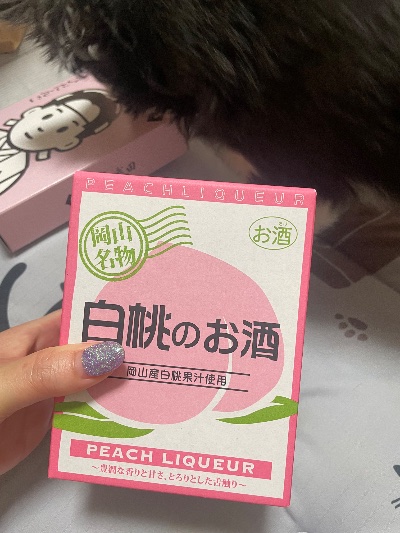 PEACH LIQUEUR
岡山
名物
お酒
白桃のお酒
岡山産白桃果汁使用
PEACH LIQUEUR
～豊潤な香りと甘さ、とろりとした舌触り～